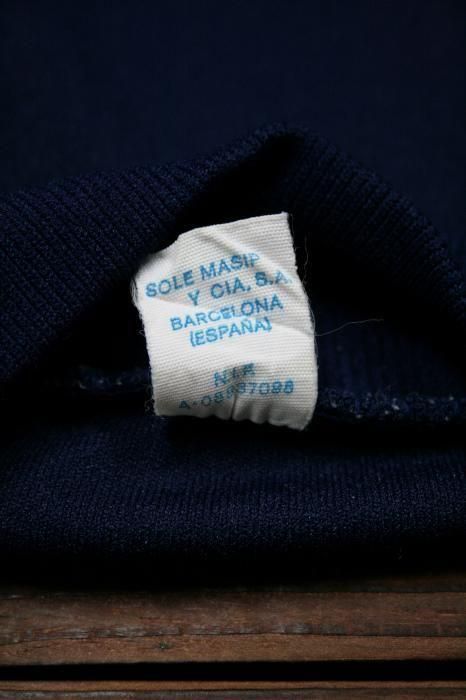 SOLE MASIP
Y CIA, S.A.
BARCELONA
(ESPAÑA)
N.I.F.